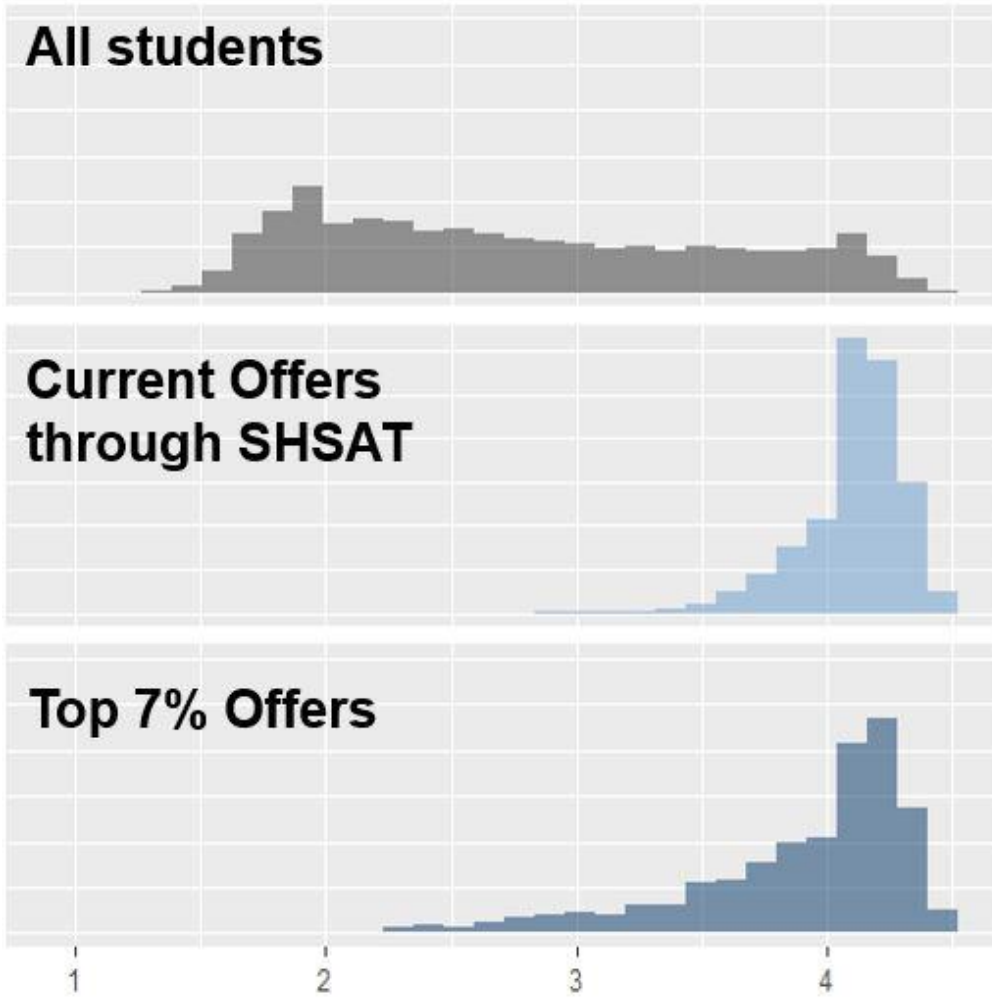 All students
Current Offers
through SHSAT
Top 7% Offers
1 2 3 4